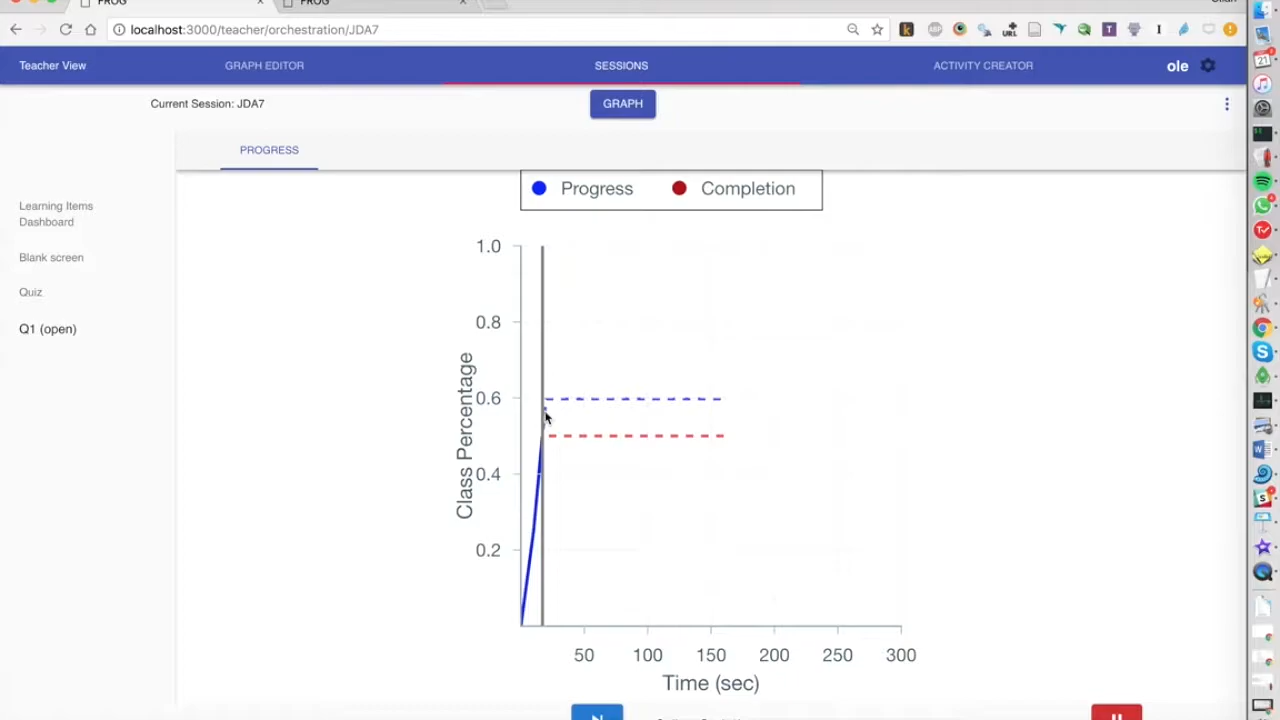 FROG
FROG
localhost:3000/teacher/orchestration/JDA7
Teacher View
GRAPH EDITOR
SESSIONS
ACTIVITY CREATOR
ole
Current Session: JDA7
GRAPH
PROGRESS
Learning Items
Dashboard
Blank screen
Quiz
Q1 (open)
Progress
Completion
1.0
0.8
0.6
0.4
0.2
Class Percentage
50
100
150
200
250
300
Time (sec)